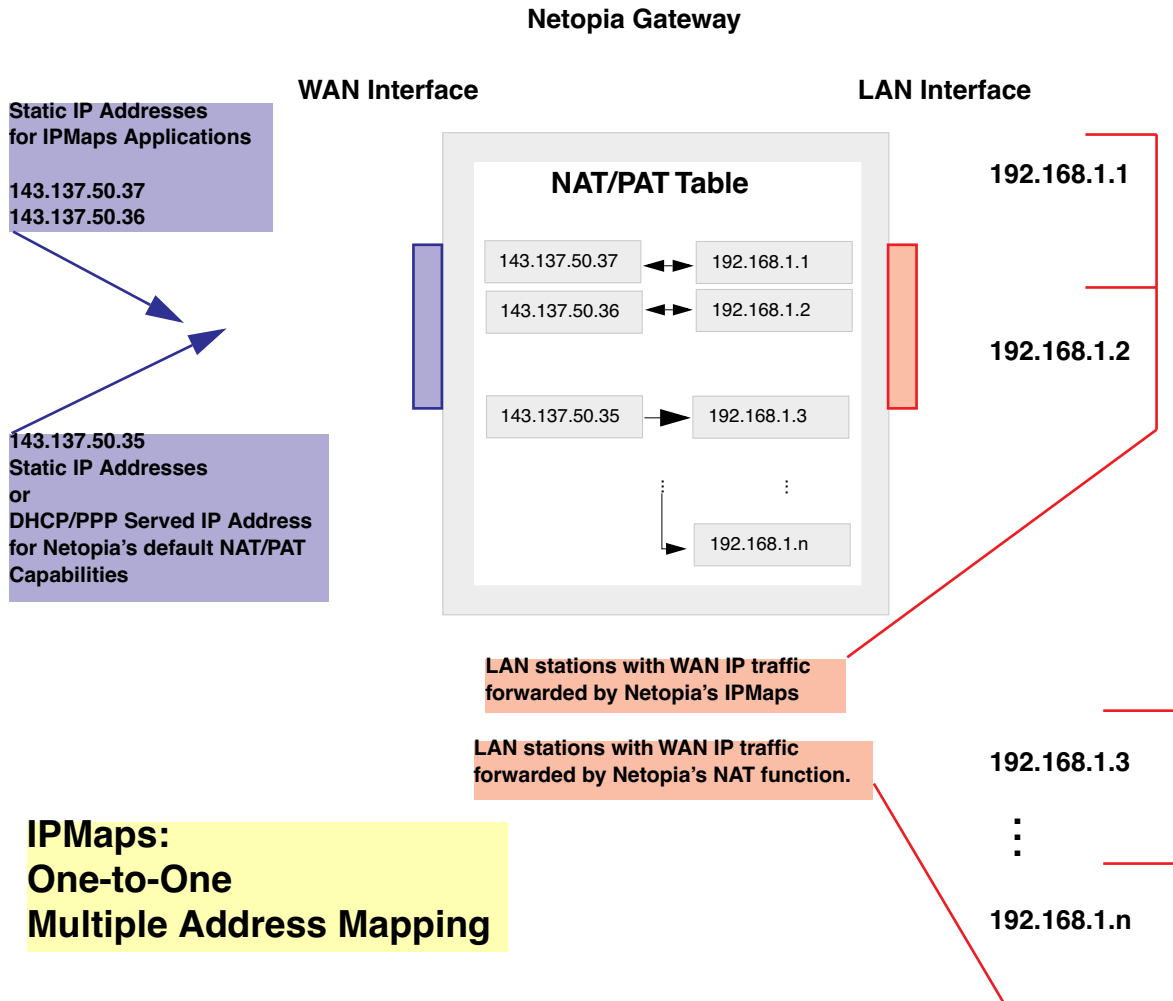 Netopia Gateway
WAN Interface
LAN Interface
Static IP Addresses
for IPMaps Applications
143.137.50.37
143.137.50.36
NAT/PAT Table
143.137.50.37
192.168.1.1
143.137.50.36
192.168.1.2
143.137.50.35
192.168.1.3
...
...
192.168.1.n
192.168.1.1
192.168.1.2
143.137.50.35
Static IP Addresses
or
DHCP/PPP Served IP Address
for Netopia’s default NAT/PAT
Capabilities
LAN stations with WAN IP traffic
forwarded by Netopia’s IPMaps
LAN stations with WAN IP traffic
forwarded by Netopia’s NAT function.
192.168.1.3
⋮
192.168.1.n
IPMaps:
One-to-One
Multiple Address Mapping